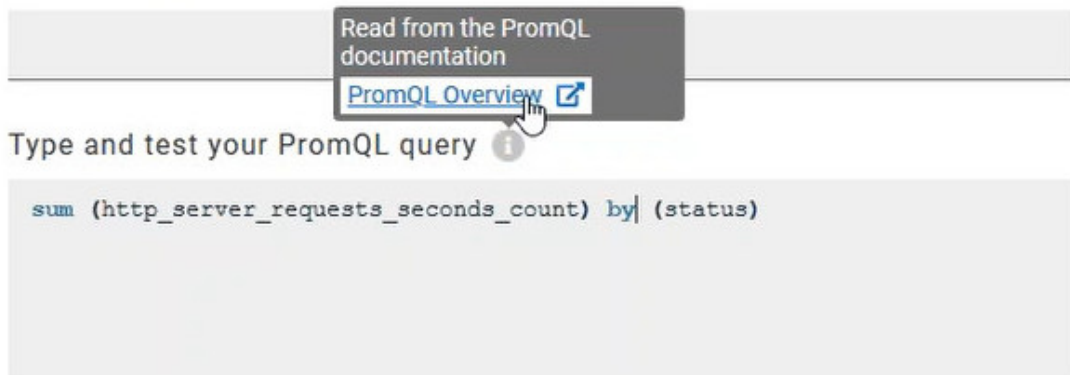 Read from the PromQL
documentation
PromQL Overview
Type and test your PromQL query
sum (http_server_requests_seconds_count) by (status)